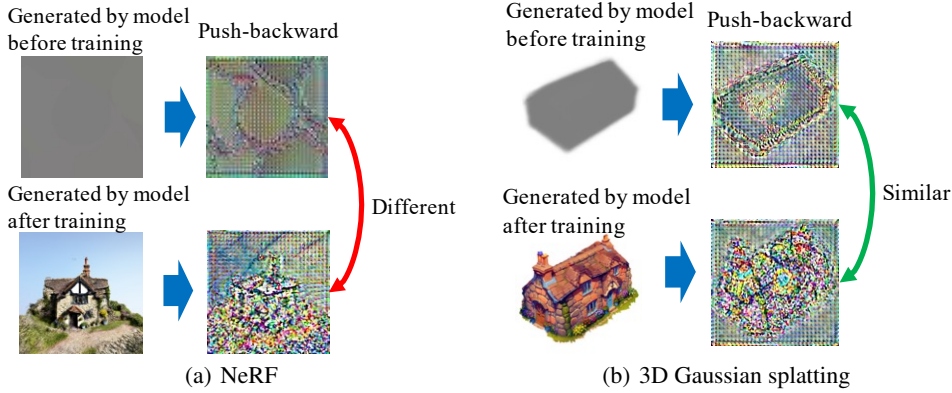 Generated by model
before training
Push-backward
Generated by model
after training
Different
(a) NeRF
Generated by model
before training
Push-backward
Generated by model
after training
Similar
(b) 3D Gaussian splatting